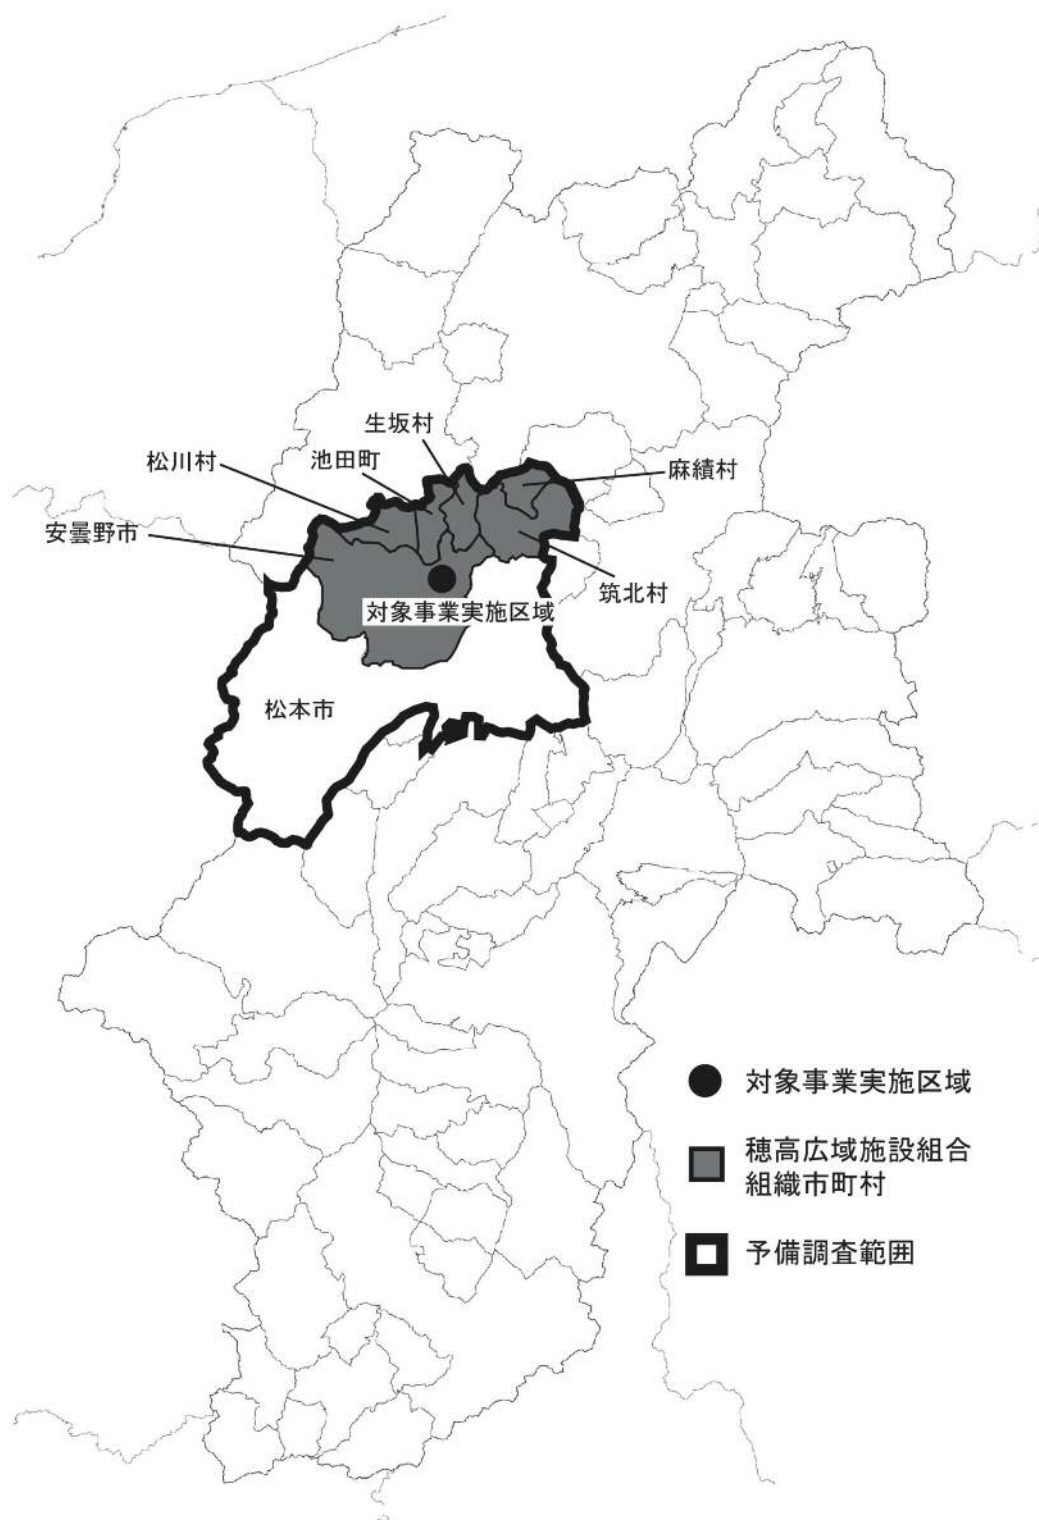 生坂村
池田町
松川村
麻績村
安曇野市
筑北村
対象事業実施区域
松本市
対象事業実施区域
穂高広域施設組合
組織市町村
予備調査範囲